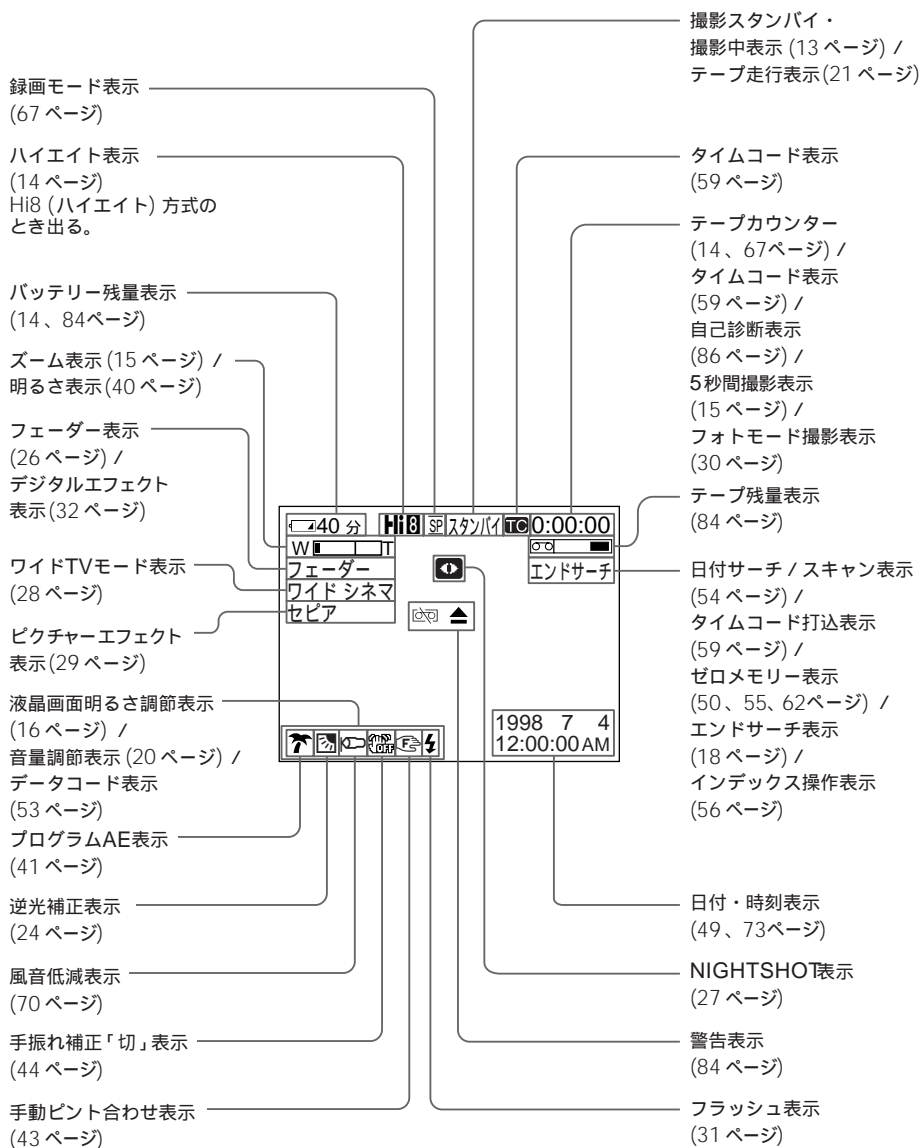 録画モード表示
(67 ページ)
ハイエイト表示
(14 ページ)
Hi8 (ハイエイト) 方式の
とき出る。
バッテリー残量表示
(14 、84ページ)
ズーム表示 (15 ページ) /
明るさ表示 (40 ページ)
フェーダー表示
(26 ページ) /
デジタルエフェクト
表示 (32 ページ)
ワイドTVモード表示
(28 ページ)
ピクチャーエフェクト
表示 (29 ページ)
液晶画面明るさ調節表示
(16 ページ) /
音量調節表示 (20 ページ) /
データコード表示
(53 ページ)
プログラムAE表示
(41 ページ)
逆光補正表示
(24 ページ)
風音低減表示
(70 ページ)
手振れ補正「切」表示
(44 ページ)
手動ピント合わせ表示
(43 ページ)
40 分 Hi8 SP スタンバイ TC 0:00:00
W T
フェーダー
エンドサーチ
ワイド シネマ
セピア
OFF F
1998 7 4
12:00:00 AM
撮影スタンバイ・
撮影中表示 (13 ページ) /
テープ走行表示 (21 ページ)
タイムコード表示
(59 ページ)
テープカウンター
(14 、67ページ) /
タイムコード表示
(59 ページ) /
自己診断表示
(86 ページ) /
5秒間撮影表示
(15 ページ) /
フォトモード撮影表示
(30 ページ)
テープ残量表示
(84 ページ)
日付サーチ / スキャン表示
(54 ページ) /
タイムコード打込表示
(59 ページ) /
ゼロメモリー表示
(50 、55、62ページ) /
エンドサーチ表示
(18 ページ) /
インデックス操作表示
(56 ページ)
日付・時刻表示
(49 、73ページ)
NIGHTSHOT表示
(27 ページ)
警告表示
(84 ページ)
フラッシュ表示
(31 ページ)